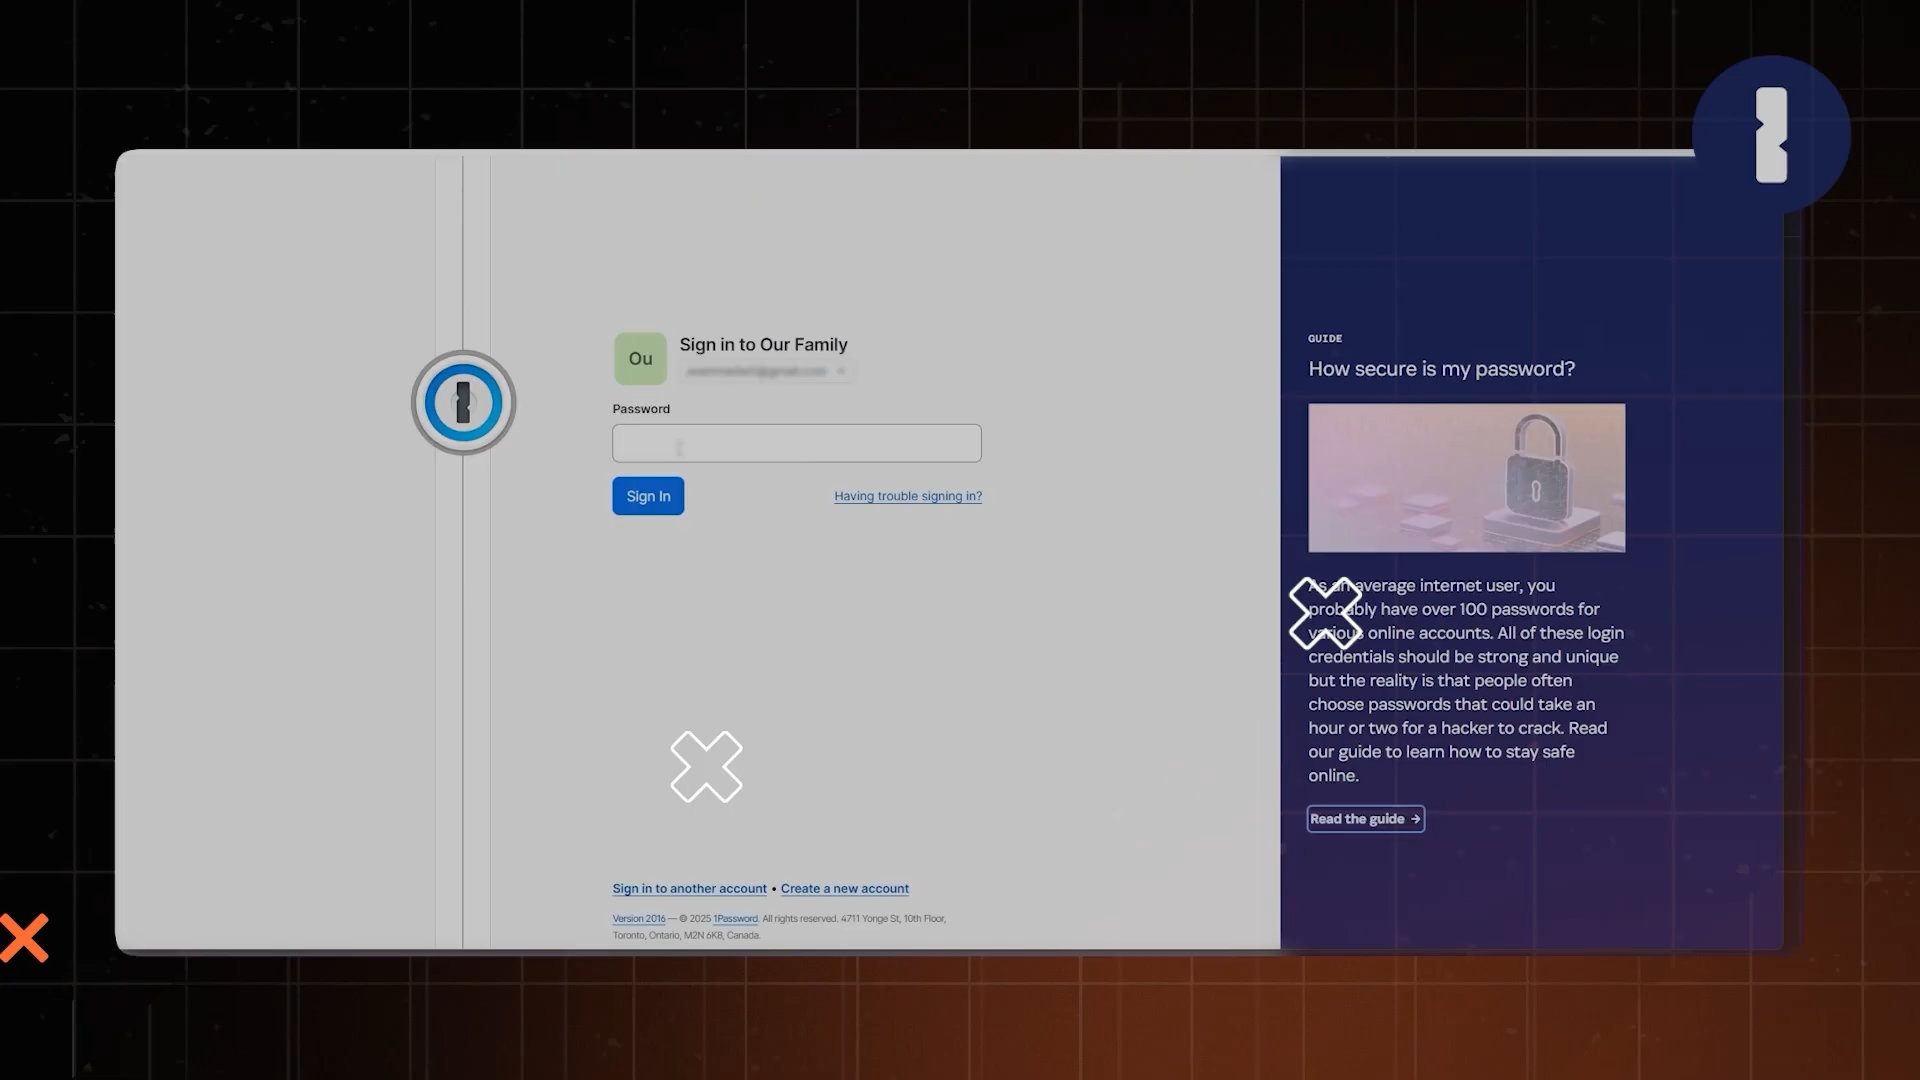 Ou
Sign in to Our Family
Password
Sign In
Having trouble signing in?
Sign in to another account • Create a new account
Version 2016 — © 2025 1Password. All rights reserved. 4711 Yonge St, 10th Floor,
Toronto, Ontario, M2N 6K8, Canada.
GUIDE
How secure is my password?
As an average internet user, you
probably have over 100 passwords for
various online accounts. All of these login
credentials should be strong and unique
but the reality is that people often
choose passwords that could take an
hour or two for a hacker to crack. Read
our guide to learn how to stay safe
online.
Read the guide →